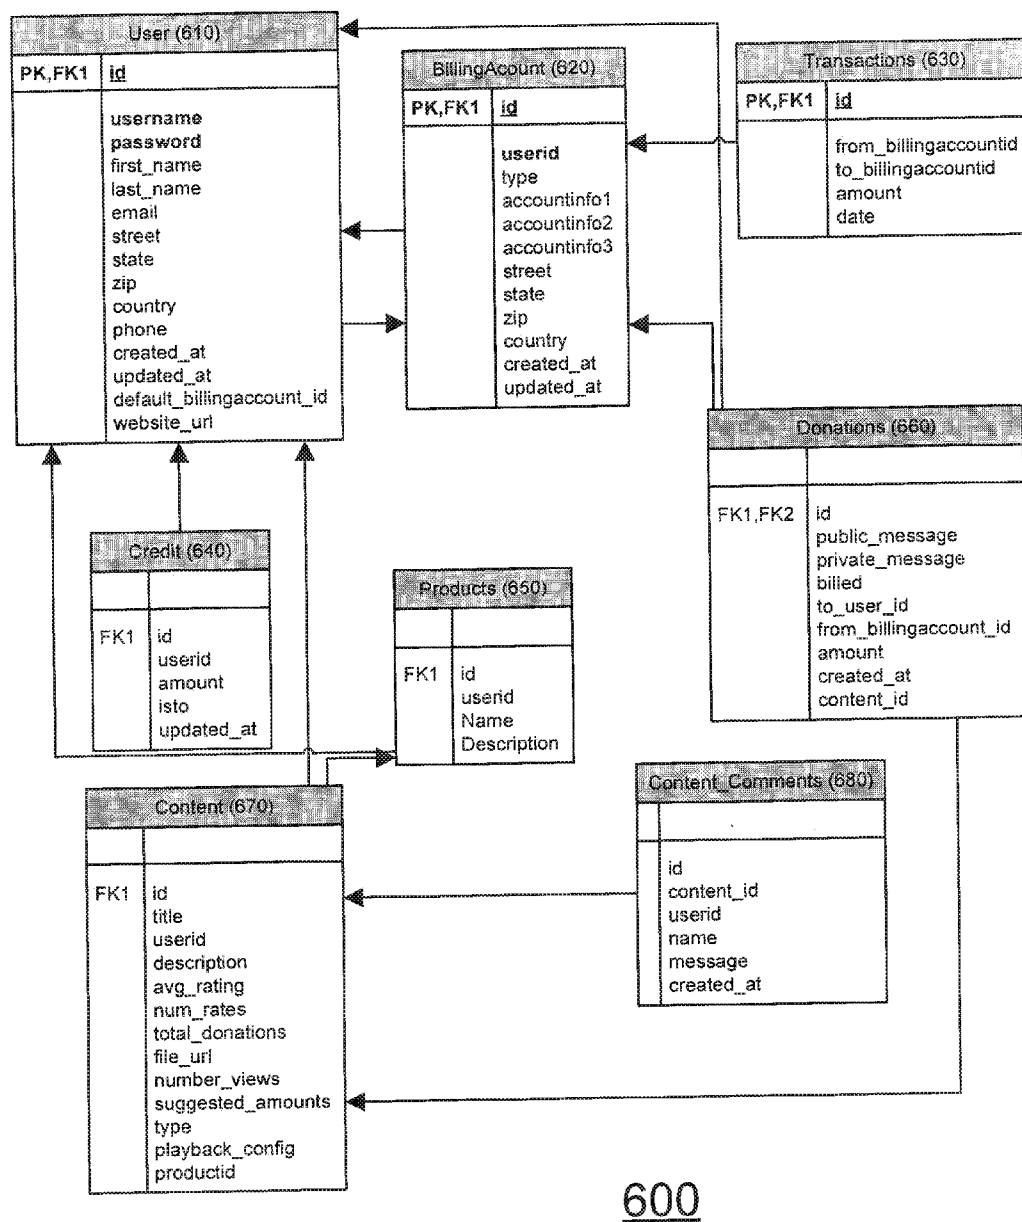 User (610)
PK,FK1 id
username
password
first_name
last_name
email
street
state
zip
country
phone
created_at
updated_at
default_billingaccount_id
website_url
BillingAcount (620)
PK,FK1 id
userid
type
accountinfo1
accountinfo2
accountinfo3
street
state
zip
country
created_at
updated_at
Transactions (630)
PK,FK1 id
from_billingaccountid
to_billingaccountid
amount
date
Donations (660)
FK1,FK2 id
public_message
private_message
billed
to_user_id
from_billingaccount_id
amount
created_at
content_id
Credit (640)
FK1 id
userid
amount
isto
updated_at
Products (650)
FK1 id
userid
Name
Description
Content (670)
FK1 id
title
userid
description
avg_rating
num_rates
total_donations
file_url
number_views
suggested_amounts
type
playback_config
productid
Content_Comments (680)
id
content_id
userid
name
message
created_at
600